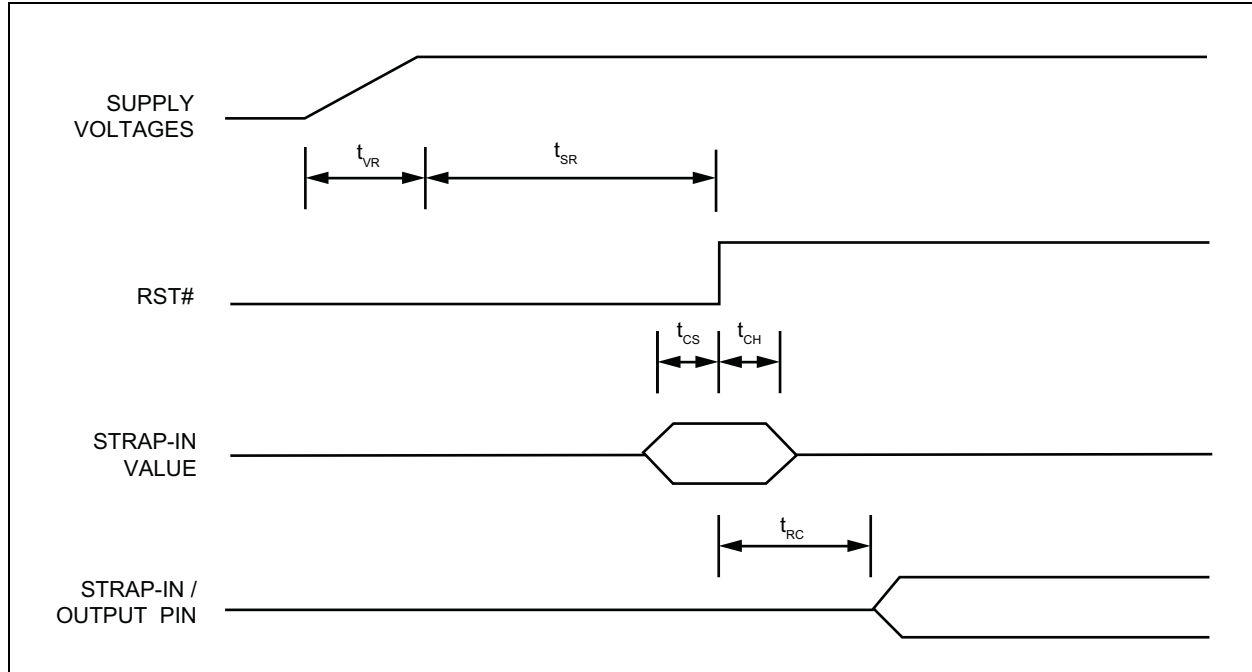 SUPPLY
VOLTAGES
tVR
tSR
RST#
tCS
tCH
STRAP-IN
VALUE
tRC
STRAP-IN /
OUTPUT PIN